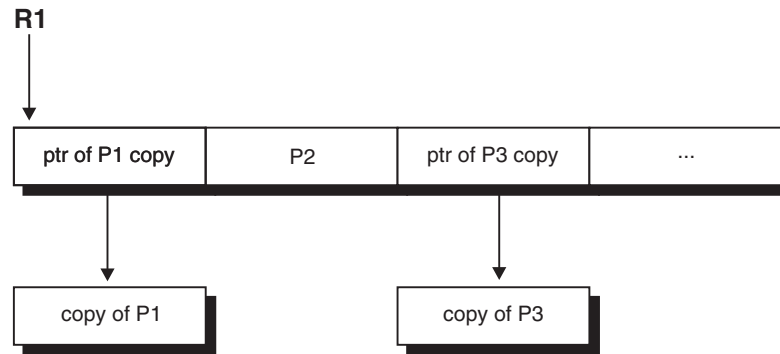 R1
ptr of P1 copy
P2
ptr of P3 copy
...
copy of P1
copy of P3